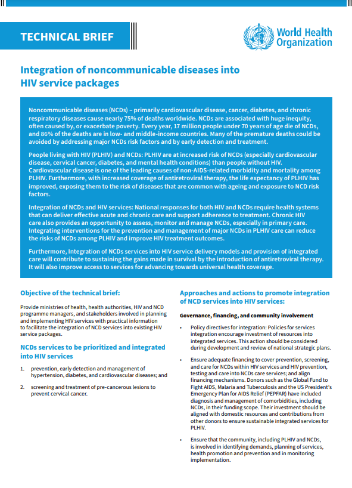 TECHNICAL BRIEF
World Health
Organization
Integration of noncommunicable diseases into
HIV service packages
Noncommunicable diseases (NCDs) – primarily cardiovascular disease, cancer, diabetes, and chronic
respiratory diseases cause nearly 75% of deaths worldwide. NCDs are associated with huge inequity,
often caused by, or exacerbate poverty. Every year, 17 million people under 70 years of age die of NCDs,
and 86% of the deaths are in low- and middle-income countries. Many of the premature deaths could be
avoided by addressing major NCDs risk factors and by early detection and treatment.
People living with HIV (PLHIV) and NCDs: PLHIV are at increased risk of NCDs (especially cardiovascular
disease, cervical cancer, diabetes, and mental health conditions) than people without HIV.
Cardiovascular disease is one of the leading causes of non-AIDS-related morbidity and mortality among
PLHIV. Furthermore, with increased coverage of antiretroviral therapy, the life expectancy of PLHIV has
improved, exposing them to the risk of diseases that are common with ageing and exposure to NCD risk
factors.
Integration of NCDs and HIV services: National responses for both HIV and NCDs require health systems
that can deliver effective acute and chronic care and support adherence to treatment. Chronic HIV
care also provides an opportunity to assess, monitor and manage NCDs, especially in primary care.
Integrating interventions for the prevention and management of major NCDs in PLHIV care can reduce
the risks of NCDs among PLHIV and improve HIV treatment outcomes.
Furthermore, Integration of NCDs services into HIV service delivery models and provision of integrated
care will contribute to sustaining the gains made in survival by the introduction of antiretroviral therapy.
It will also improve access to services for advancing towards universal health coverage.
Objective of the technical brief:
Provide ministries of health, health authorities, HIV and NCD
programme managers, and stakeholders involved in planning
and implementing HIV services with practical information
to facilitate the integration of NCD services into existing HIV
service packages.
NCDs services to be prioritized and integrated
into HIV services
1. prevention, early detection and management of
hypertension, diabetes, and cardiovascular diseases; and
2. screening and treatment of pre-cancerous lesions to
prevent cervical cancer.
Approaches and actions to promote integration
of NCD services into HIV services:
Governance, financing, and community involvement
• Policy directives for integration: Policies for services
integration encourage investment of resources into
integrated services. This action should be considered
during development and review of national strategic plans.
• Ensure adequate financing to cover prevention, screening,
and care for NCDs within HIV services and HIV prevention,
testing and care into NCDs care services; and align
financing mechanisms. Donors such as the Global Fund to
Fight AIDS, Malaria and Tuberculosis and the US President's
Emergency Plan for AIDS Relief (PEPFAR) have included
diagnosis and management of comorbidities, including
NCDs, in their funding scope. Their investment should be
aligned with domestic resources and contributions from
other donors to ensure sustainable integrated services for
PLHIV.
• Ensure that the community, including PLHIV and NCDs,
is involved in identifying demands, planning of services,
health promotion and prevention and in monitoring
implementation.